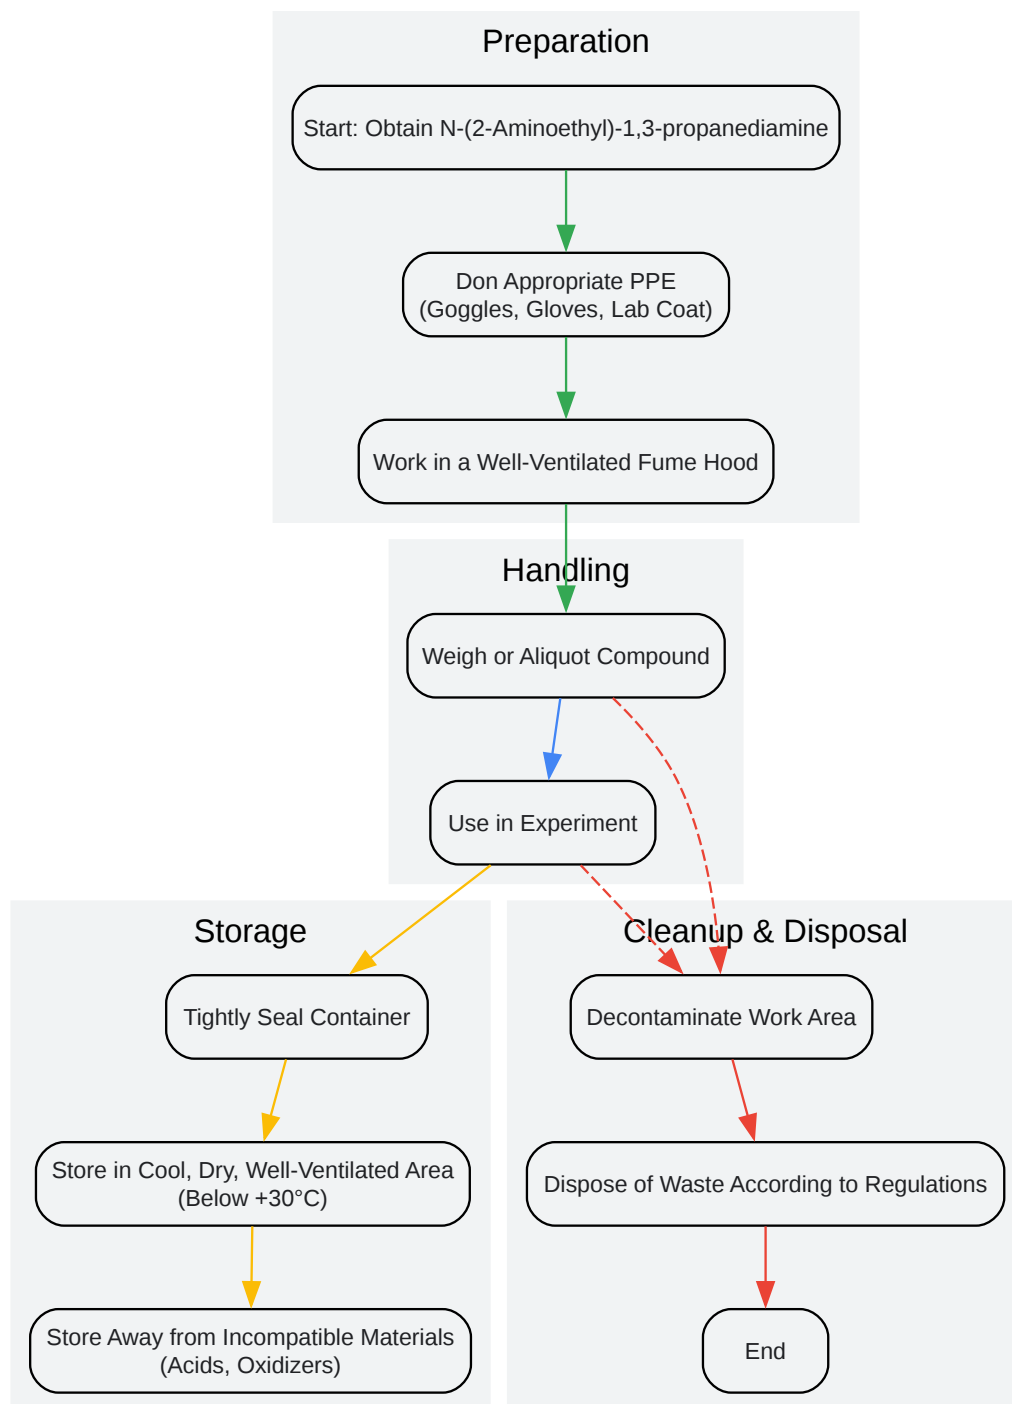 Preparation
Start: Obtain N-(2-Aminoethyl)-1,3-propanediamine
Don Appropriate PPE
(Goggles, Gloves, Lab Coat)
Work in a Well-Ventilated Fume Hood
Handling
Weigh or Aliquot Compound
Use in Experiment
Storage
Tightly Seal Container
Store in Cool, Dry, Well-Ventilated Area
(Below +30°C)
Store Away from Incompatible Materials
(Acids, Oxidizers)
Cleanup & Disposal
Decontaminate Work Area
Dispose of Waste According to Regulations
End